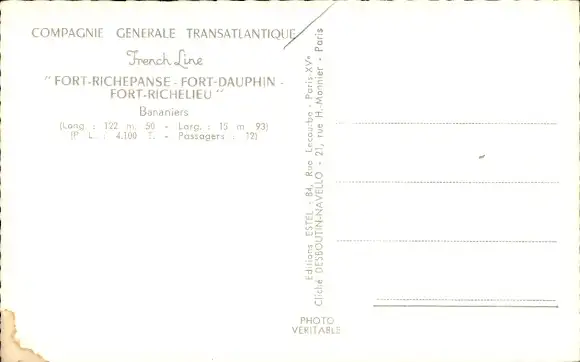 COMPAGNIE GENERALE TRANSATLANTIQUE
French Line
"FORT-RICHEPANSE - FORT-DAUPHIN -
FORT-RICHELIEU"
Bananiers
(Long : 122 m. 50 - Larg. : 15 m 93)
(P. L. : 4.100 T. - Passagers : 12)
Editions ESTEL - 84, Rue Lecourbe - Paris-XVe
Cliché DESBOUTIN-NAVELLO - 21, rue H.-Monnier - Paris
PHOTO
VERITABLE